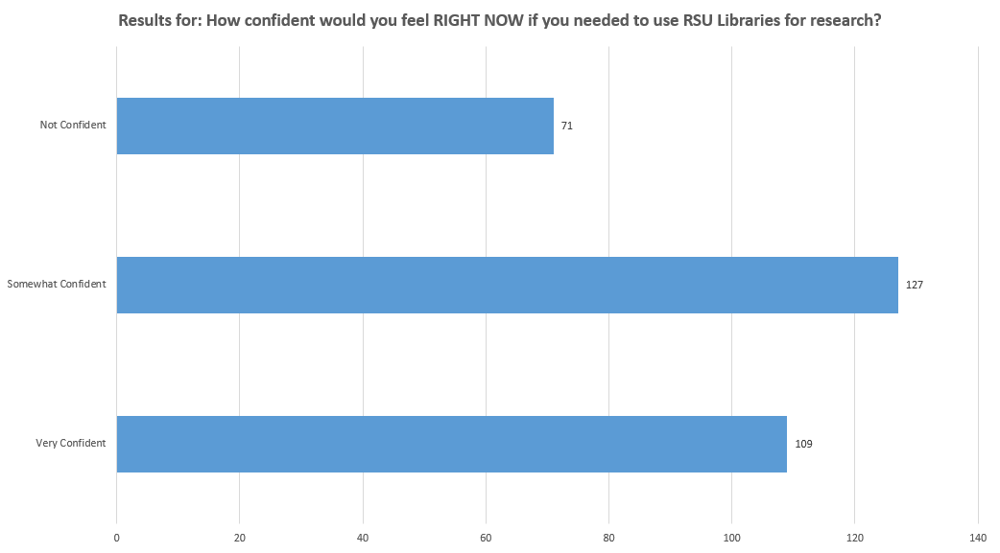 Results for: How confident would you feel RIGHT NOW if you needed to use RSU Libraries for research?
Not Confident
71
Somewhat Confident
127
Very Confident
109
0 20 40 60 80 100 120 140